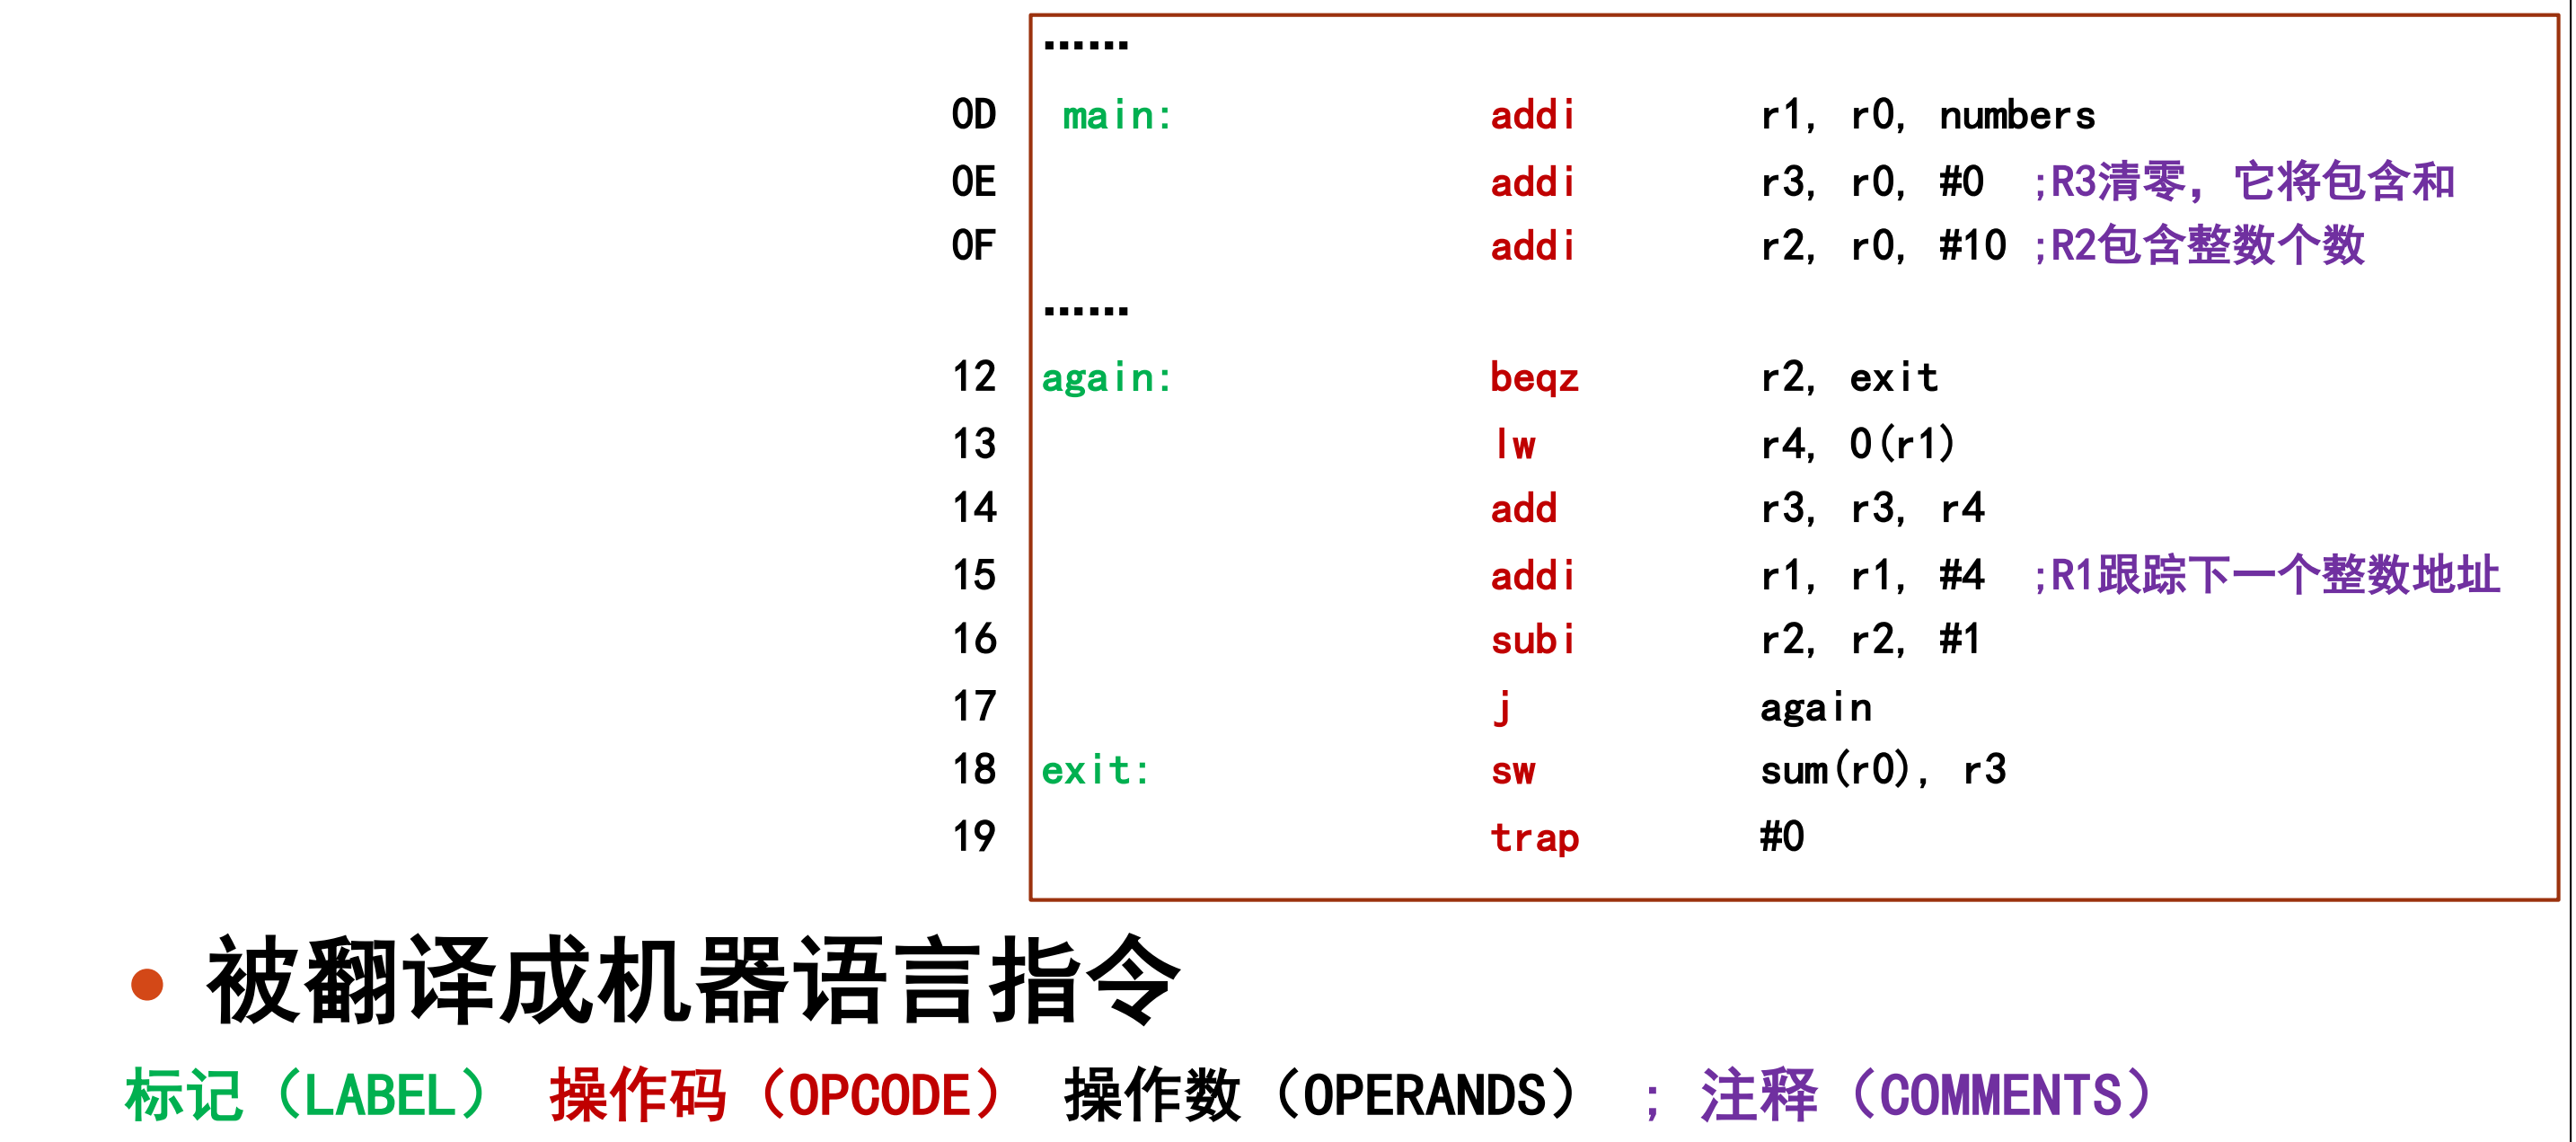 ……
0D main: addi r1, r0, numbers
0E addi r3, r0, #0 ;R3清零，它将包含和
0F addi r2, r0, #10 ;R2包含整数个数
……
12 again: beqz r2, exit
13 lw r4, 0(r1)
14 add r3, r3, r4
15 addi r1, r1, #4 ;R1跟踪下一个整数地址
16 subi r2, r2, #1
17 j again
18 exit: sw sum(r0), r3
19 trap #0
• 被翻译成机器语言指令
标记（LABEL） 操作码（OPCODE） 操作数（OPERANDS） ; 注释（COMMENTS）